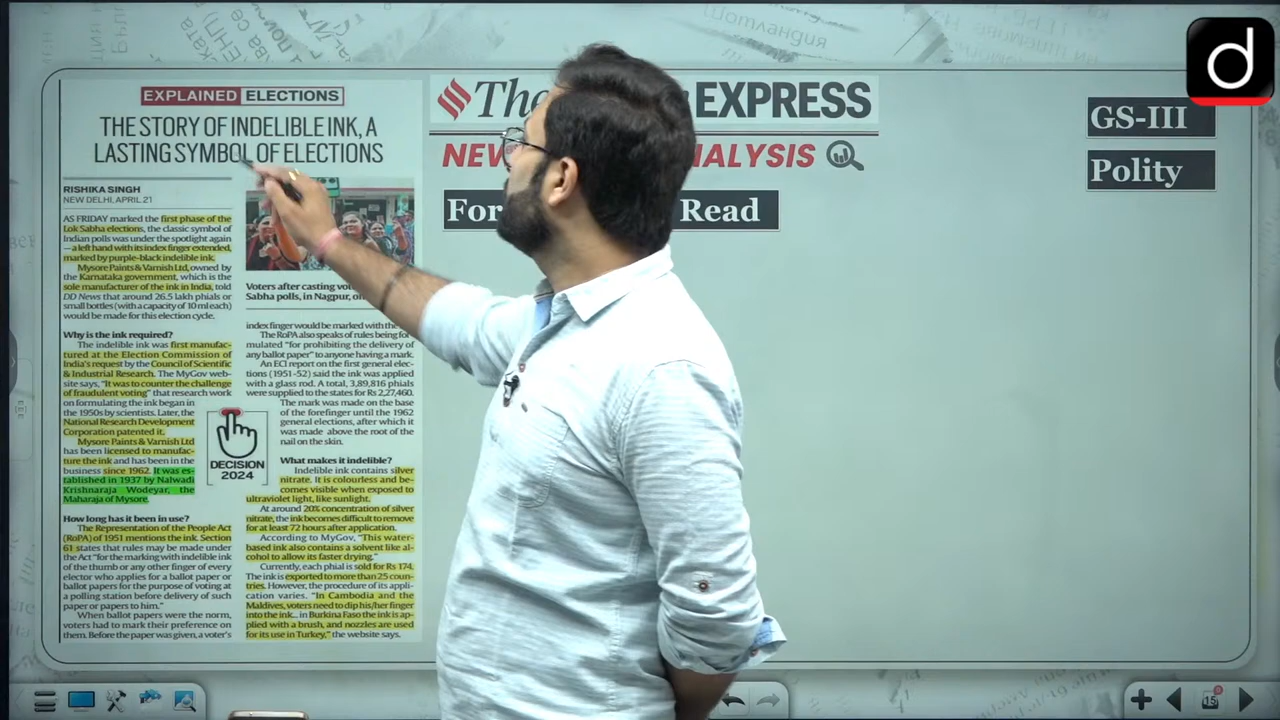 EXPLAINED ELECTIONS
THE STORY OF INDELIBLE INK, A
LASTING SYMBOL OF ELECTIONS
RISHIKA SINGH
NEW DELHI, APRIL 21
AS FRIDAY marked the first phase of the
Lok Sabha elections, the classic symbol of
Indian polls was under the spotlight again
— a left hand with its index finger extended,
marked by purple-black indelible ink.
Mysore Paints & Varnish Ltd, owned by
the Karnataka government, which is the
sole manufacturer of the ink in India, told
DD News that around 26.5 lakh phials or
small bottles (with a capacity of 10 ml each)
would be made for this election cycle.
Why is the ink required?
The indelible ink was first manufac-
tured at the Election Commission of
India's request by the Council of Scientific
& Industrial Research. The MyGov web-
site says, "It was to counter the challenge
of fraudulent voting" that research work
on formulating the ink began in
the 1950s by scientists. Later, the
National Research Development
Corporation patented it.
Mysore Paints & Varnish Ltd
has been licensed to manufac-
ture the ink and has been in the
business since 1962. It was es-
tablished in 1937 by Nalwadi
Krishnaraja Wodeyar, the
Maharaja of Mysore.
How long has it been in use?
The Representation of the People Act
(RoPA) of 1951 mentions the ink. Section
61 states that rules may be made under
the Act "for the marking with indelible ink
of the thumb or any other finger of every
elector who applies for a ballot paper or
ballot papers for the purpose of voting at
a polling station before delivery of such
paper or papers to him."
When ballot papers were the norm,
voters had to mark their preference on
them. Before the paper was given, a voter's
Voters after casting
Sabha polls, in Nagpur,
index finger would be marked with the
The RoPA also speaks of rules being for-
mulated "for prohibiting the delivery of
any ballot paper" to anyone having a mark.
An ECI report on the first general elec-
tions (1951-52) said the ink was applied
with a glass rod. A total, 3,89,816 phials
were supplied to the states for Rs 2,27,460.
The mark was made on the base
of the forefinger until the 1962
general elections, after which it
was made above the root of the
nail on the skin.
DECISION
2024
What makes it indelible?
Indelible ink contains silver
nitrate. It is colourless and be-
comes visible when exposed to
ultraviolet light, like sunlight.
At around 20% concentration of silver
nitrate, the ink becomes difficult to remove
for at least 72 hours after application.
According to MyGov, "This water-
based ink also contains a solvent like al-
cohol to allow its faster drying."
Currently, each phial is sold for Rs 174.
The ink is exported to more than 25 coun-
tries. However, the procedure of its appli-
cation varies. "In Cambodia and the
Maldives, voters need to dip his/her finger
into the ink... in Burkina Faso the ink is ap-
plied with a brush, and nozzles are used
for its use in Turkey," the website says.
The EXPRESS
NEW ALYSIS
For Read
GS-III
Polity
d
15